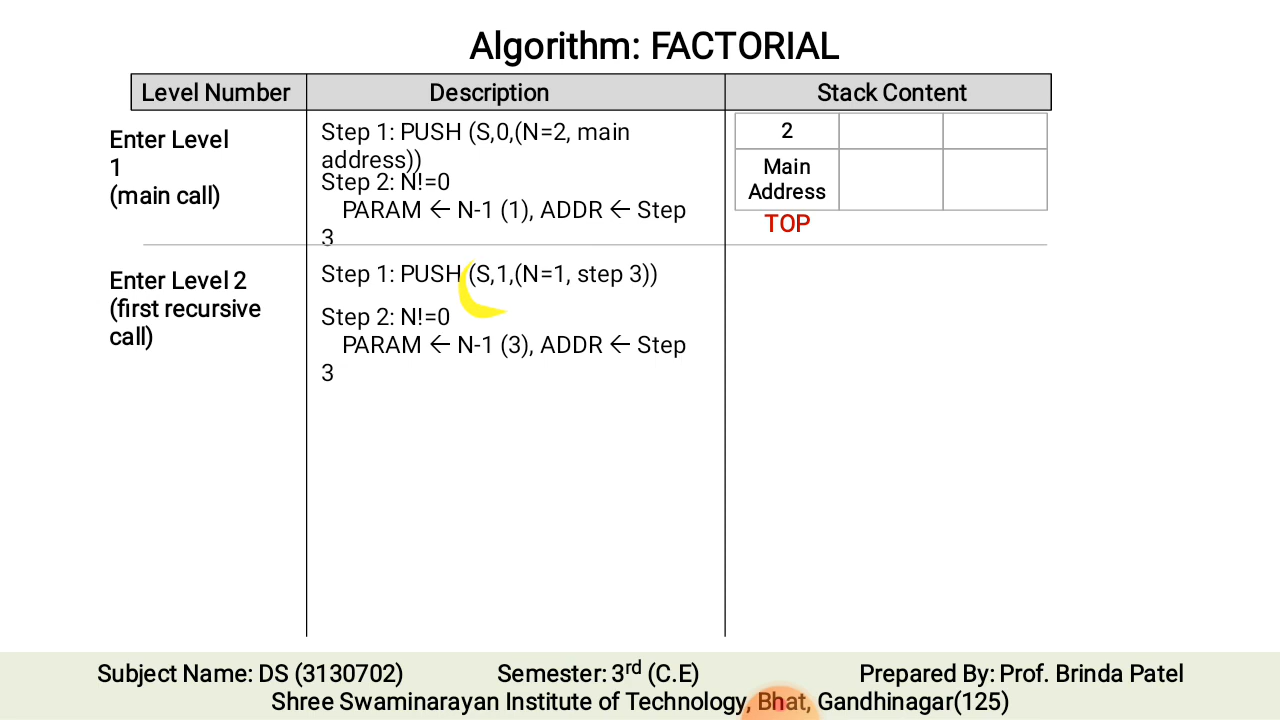 Algorithm: FACTORIAL
Level Number Description Stack Content
Enter Level
1
(main call)
Step 1: PUSH (S,0,(N=2, main
address))
Step 2: N!=0
PARAM ← N-1 (1), ADDR ← Step
3
2
Main
Address
TOP
Enter Level 2
(first recursive
call)
Step 1: PUSH (S,1,(N=1, step 3))
Step 2: N!=0
PARAM ← N-1 (3), ADDR ← Step
3
Subject Name: DS (3130702) Semester: 3rd (C.E) Prepared By: Prof. Brinda Patel
Shree Swaminarayan Institute of Technology, Bhat, Gandhinagar(125)